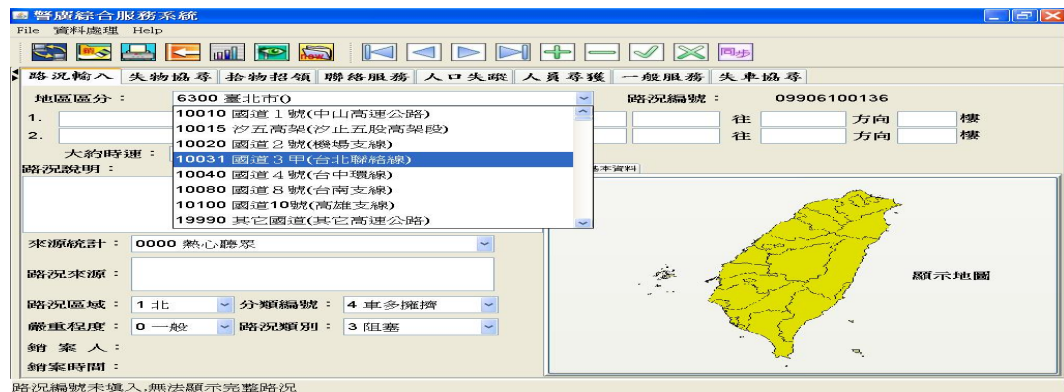 警廣綜合服務系統
File 資料處理 Help
new 同步
路況輸入 失物協尋 拾物招領 聯絡服務 人口失蹤 人員尋獲 一般服務 失車協尋
地區區分： 6300 臺北市() 路況編號： 09906100136
1. 往 方向 樓
2. 往 方向 樓
大約時速：
路況說明： 基本資料
10010 國道 1 號(中山高速公路)
10015 汐五高架(汐止五股高架段)
10020 國道 2 號(機場支線)
10031 國道 3 甲(台北聯絡線)
10040 國道 4 號(台中環線)
10080 國道 8 號(台南支線)
10100 國道10號(高雄支線)
19990 其它國道(其它高速公路)
來源統計： 0000 熱心聽眾
路況來源：
顯示地圖
路況區域： 1 北 分類編號： 4 車多擁擠
嚴重程度： 0 一般 路況類別： 3 阻塞
銷 案 人：
銷案時間：
路況編號未填入,無法顯示完整路況